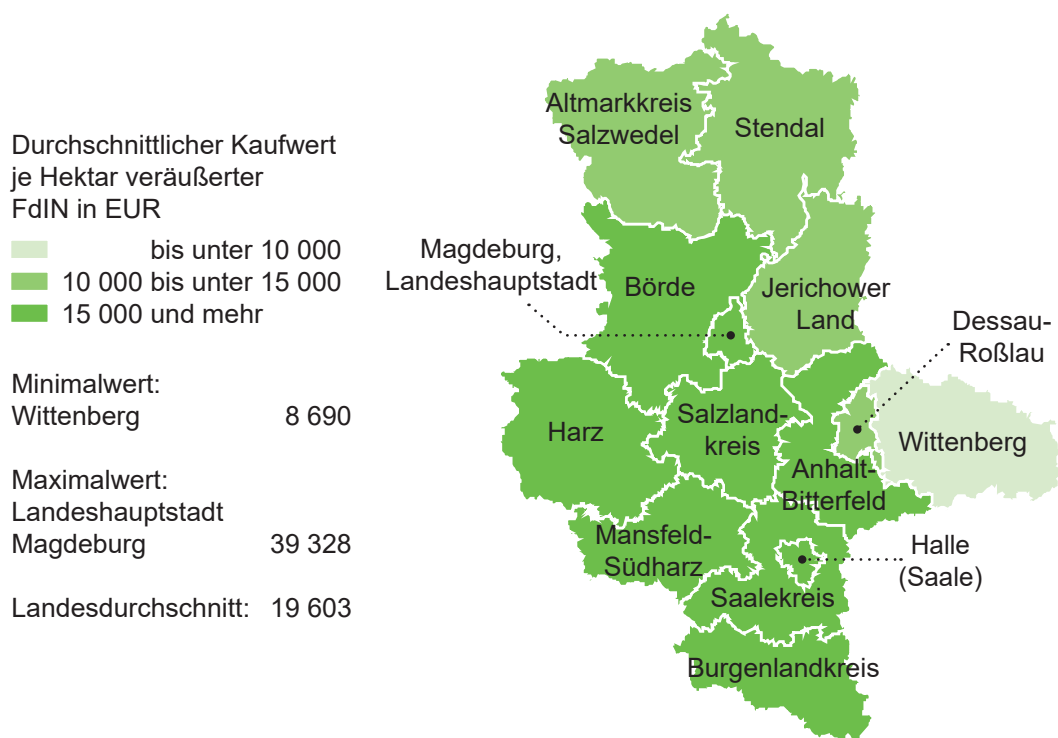 Durchschnittlicher Kaufwert
je Hektar veräußerter
FdIN in EUR
bis unter 10 000
10 000 bis unter 15 000
15 000 und mehr
Minimalwert:
Wittenberg 8 690
Maximalwert:
Landeshauptstadt
Magdeburg 39 328
Landesdurchschnitt: 19 603
Altmarkkreis
Salzwedel
Stendal
Magdeburg,
Landeshauptstadt
Börde
Jerichower
Land
Dessau-
Roßlau
Harz
Salzland-
kreis
Wittenberg
Anhalt-
Bitterfeld
Mansfeld-
Südharz
Halle
(Saale)
Saalekreis
Burgenlandkreis